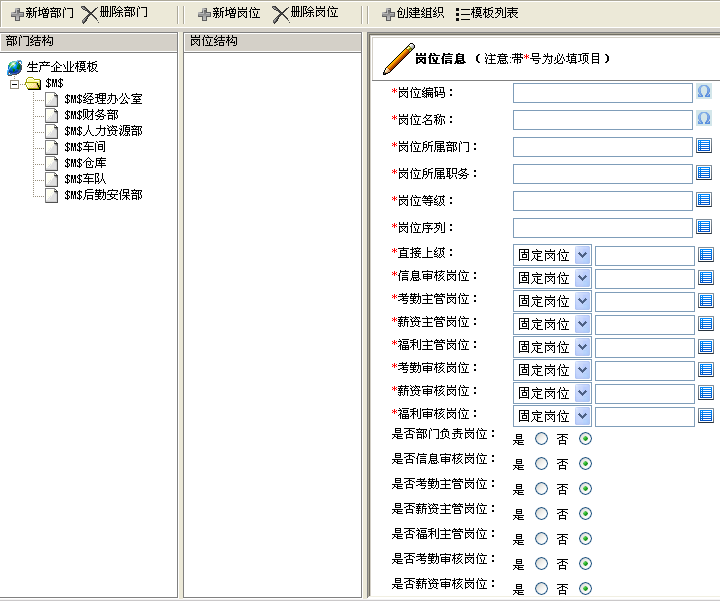 新增部门 删除部门 新增岗位 删除岗位 创建组织 模板列表
部门结构
生产企业模板
$M$
$M$经理办公室
$M$财务部
$M$人力资源部
$M$车间
$M$仓库
$M$车队
$M$后勤安保部
岗位结构
岗位信息 ( 注意:带*号为必填项目 )
*岗位编码：
*岗位名称：
*岗位所属部门：
*岗位所属职务：
*岗位等级：
*岗位序列：
*直接上级： 固定岗位
*信息审核岗位： 固定岗位
*考勤主管岗位： 固定岗位
*薪资主管岗位： 固定岗位
*福利主管岗位： 固定岗位
*考勤审核岗位： 固定岗位
*薪资审核岗位： 固定岗位
*福利审核岗位： 固定岗位
是否部门负责岗位： 是 否
是否信息审核岗位： 是 否
是否考勤主管岗位： 是 否
是否薪资主管岗位： 是 否
是否福利主管岗位： 是 否
是否考勤审核岗位： 是 否
是否薪资审核岗位： 是 否